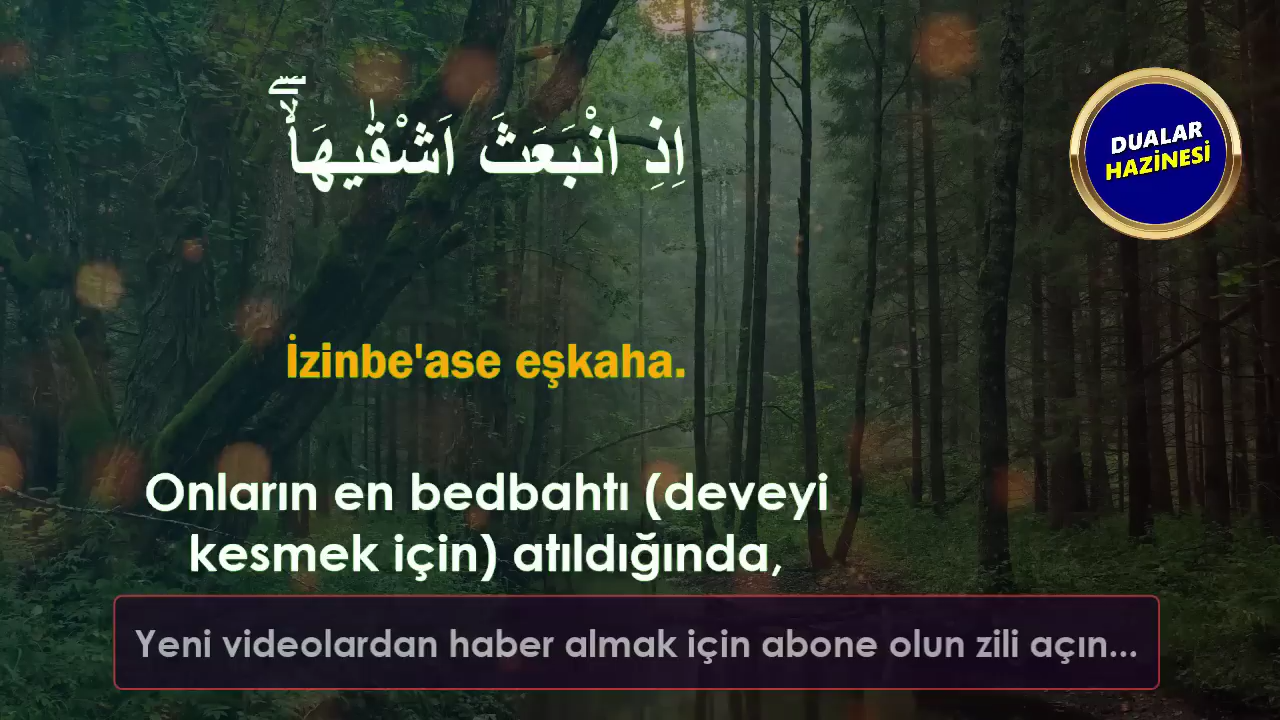 اِذِ انْبَعَثَ اَشْقٰيهَاۙۖ
DUALAR
HAZİNESİ
İzinbe'ase eşkaha.
Onların en bedbahtı (deveyi
kesmek için) atıldığında,
Yeni videolardan haber almak için abone olun zili açın...